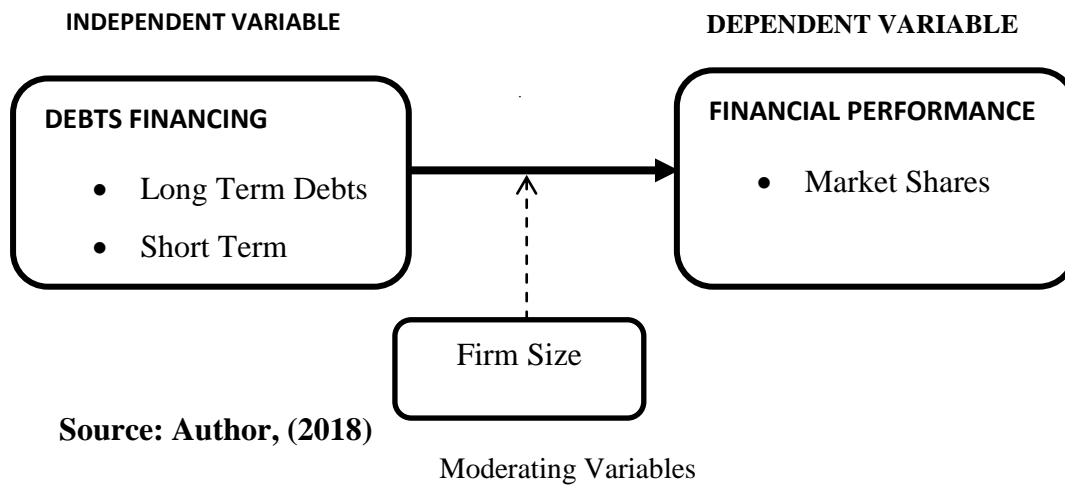 INDEPENDENT VARIABLE
DEPENDENT VARIABLE
DEBTS FINANCING
• Long Term Debts
• Short Term
FINANCIAL PERFORMANCE
• Market Shares
Firm Size
Source: Author, (2018)
Moderating Variables